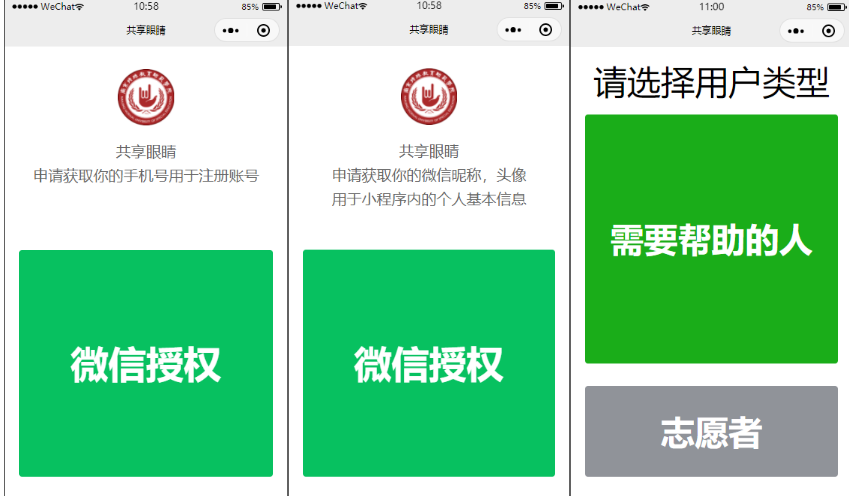 WeChat
10:58
85%
共享眼睛
共享眼睛
申请获取你的手机号用于注册账号
微信授权
WeChat
10:58
85%
共享眼睛
共享眼睛
申请获取你的微信昵称，头像
用于小程序内的个人基本信息
微信授权
WeChat
11:00
85%
共享眼睛
请选择用户类型
需要帮助的人
志愿者